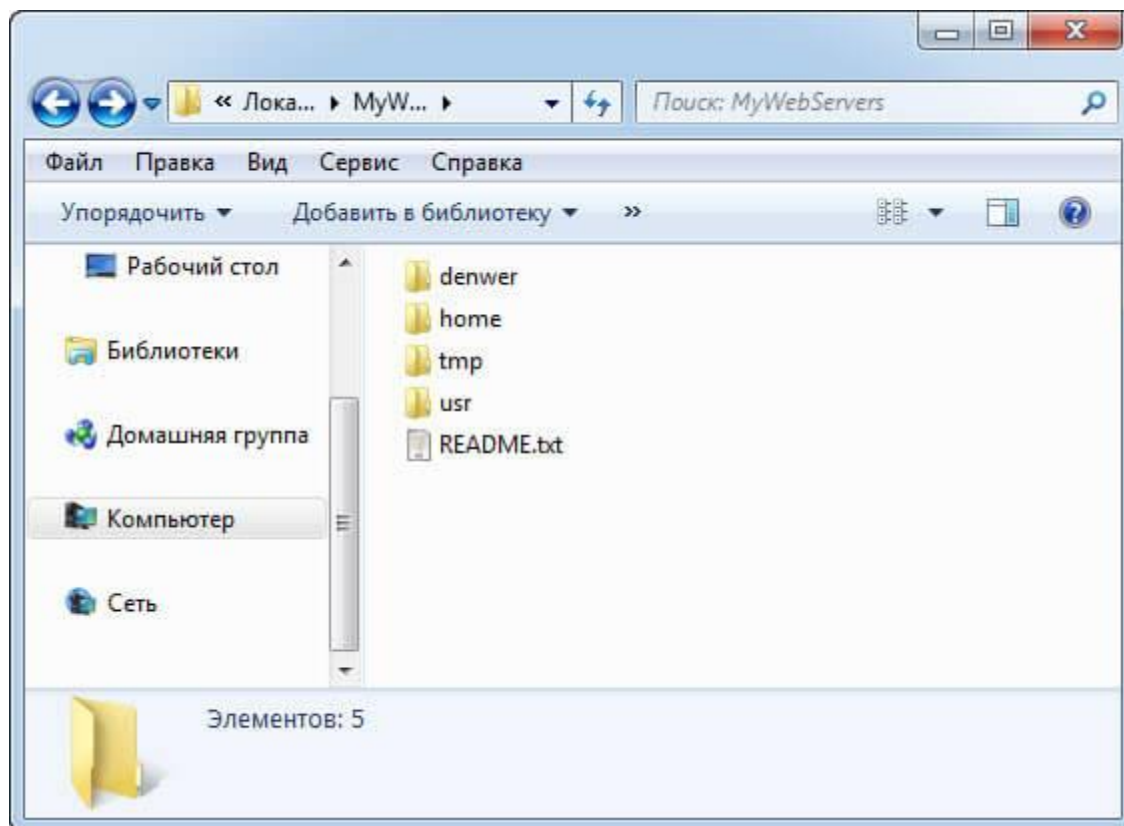 « Лока... MyW...
Поиск: MyWebServers
Файл Правка Вид Сервис Справка
Упорядочить Добавить в библиотеку »
Рабочий стол
Библиотеки
Домашняя группа
Компьютер
Сеть
denwer
home
tmp
usr
README.txt
Элементов: 5